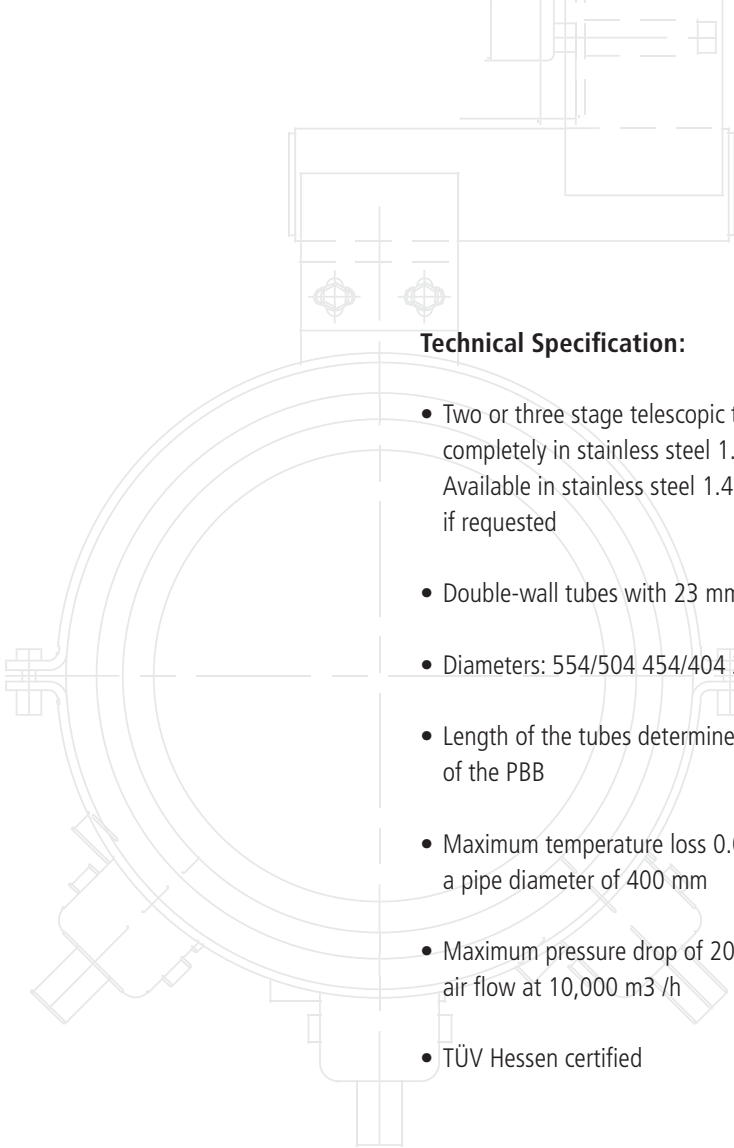 Technical Specification:
• Two or three stage telescopic
completely in stainless steel 1.
Available in stainless steel 1.4
if requested
• Double-wall tubes with 23 mm
• Diameters: 554/504 454/404
• Length of the tubes determine
of the PBB
• Maximum temperature loss 0.
a pipe diameter of 400 mm
• Maximum pressure drop of 20
air flow at 10,000 m3 /h
• TÜV Hessen certified